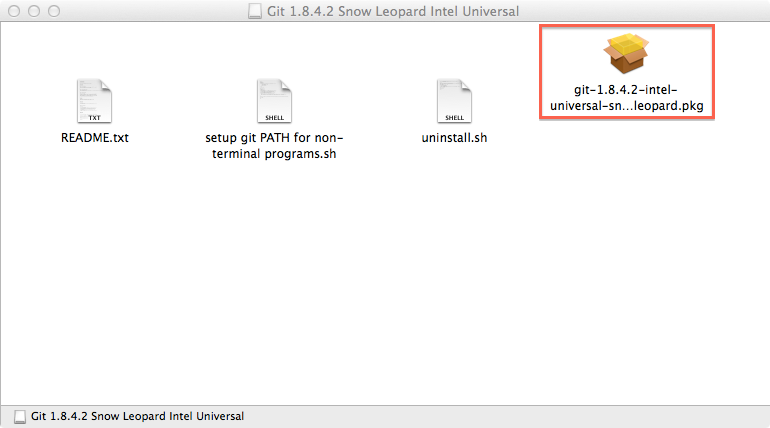 Git 1.8.4.2 Snow Leopard Intel Universal
git-1.8.4.2-intel-
universal-sn...leopard.pkg
TXT
SHELL
SHELL
README.txt
setup git PATH for non-
terminal programs.sh
uninstall.sh
Git 1.8.4.2 Snow Leopard Intel Universal